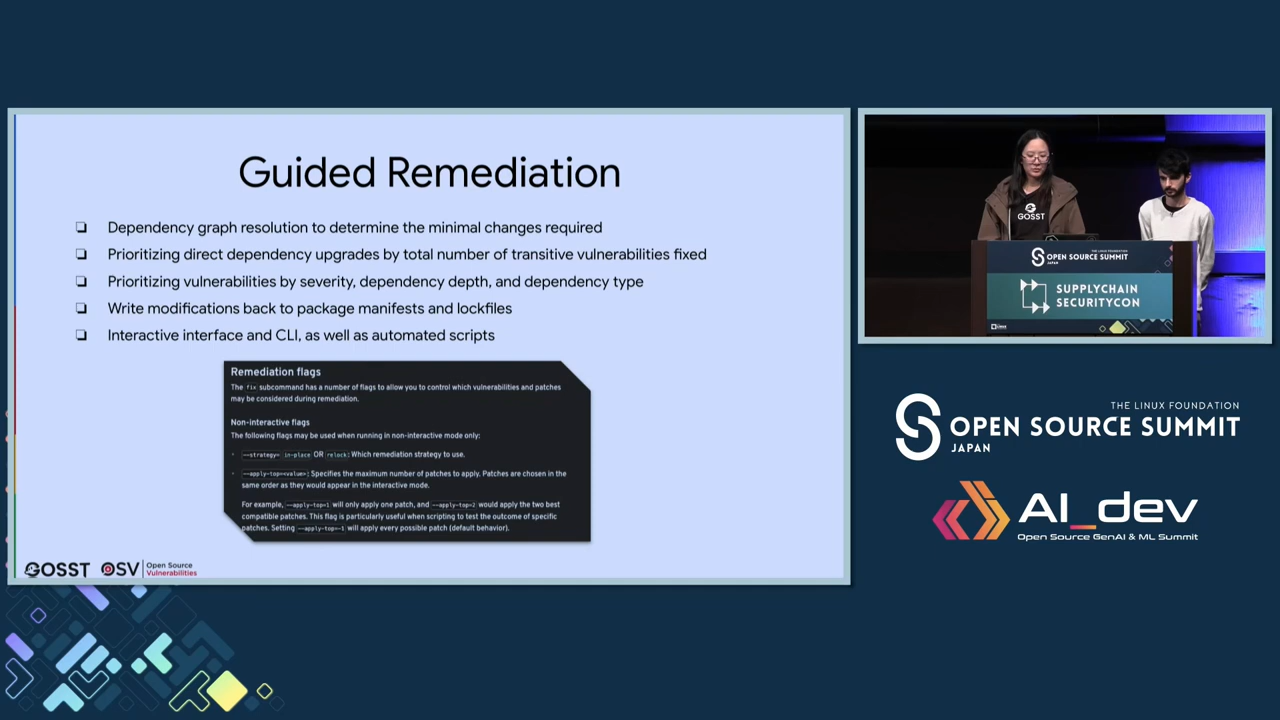 Guided Remediation
Dependency graph resolution to determine the minimal changes required
Prioritizing direct dependency upgrades by total number of transitive vulnerabilities fixed
Prioritizing vulnerabilities by severity, dependency depth, and dependency type
Write modifications back to package manifests and lockfiles
Interactive interface and CLI, as well as automated scripts
Remediation flags
The fix subcommand has a number of flags to allow you to control which vulnerabilities and patches
may be considered during remediation.
Non-interactive flags
The following flags may be used when running in non-interactive mode only:
--strategy= in-place OR relock: Which remediation strategy to use.
--apply-top=<value>: Specifies the maximum number of patches to apply. Patches are chosen in the
same order as they would appear in the interactive mode.
For example, --apply-top=1 will only apply one patch, and --apply-top=2 would apply the two best
compatible patches. This flag is particularly useful when scripting to test the outcome of specific
patches. Setting --apply-top=-1 will apply every possible patch (default behavior).
GOSST OSV Open Source
Vulnerabilities
GOSST
THE LINUX FOUNDATION
OPEN SOURCE SUMMIT
JAPAN
SUPPLYCHAIN
SECURITYCON
THE LINUX FOUNDATION
OPEN SOURCE SUMMIT
JAPAN
AI_dev
Open Source GenAI & ML Summit